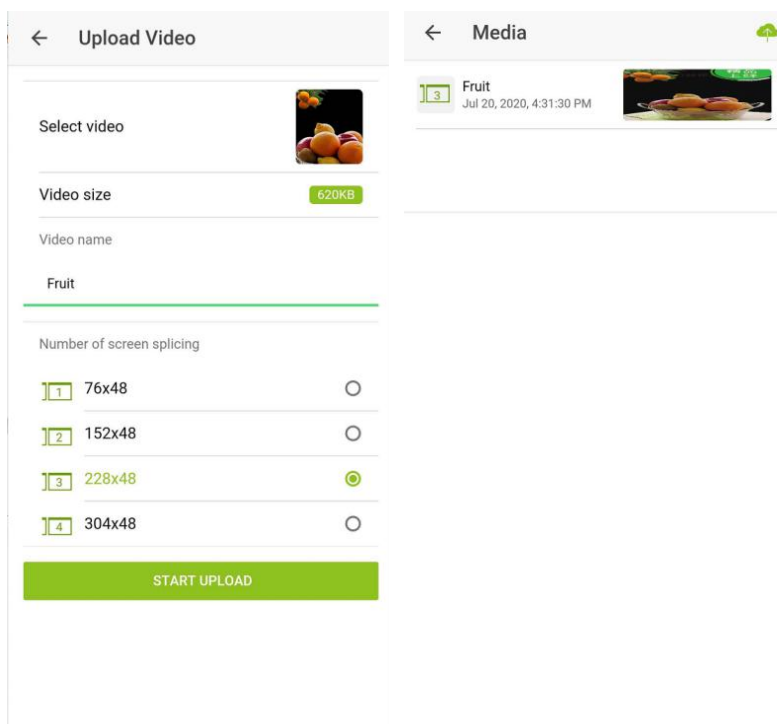 Upload Video
Select video
Video size
620KB
Video name
Fruit
Number of screen splicing
1 76x48
2 152x48
3 228x48
4 304x48
START UPLOAD
Media
3
Fruit
Jul 20, 2020, 4:31:30 PM